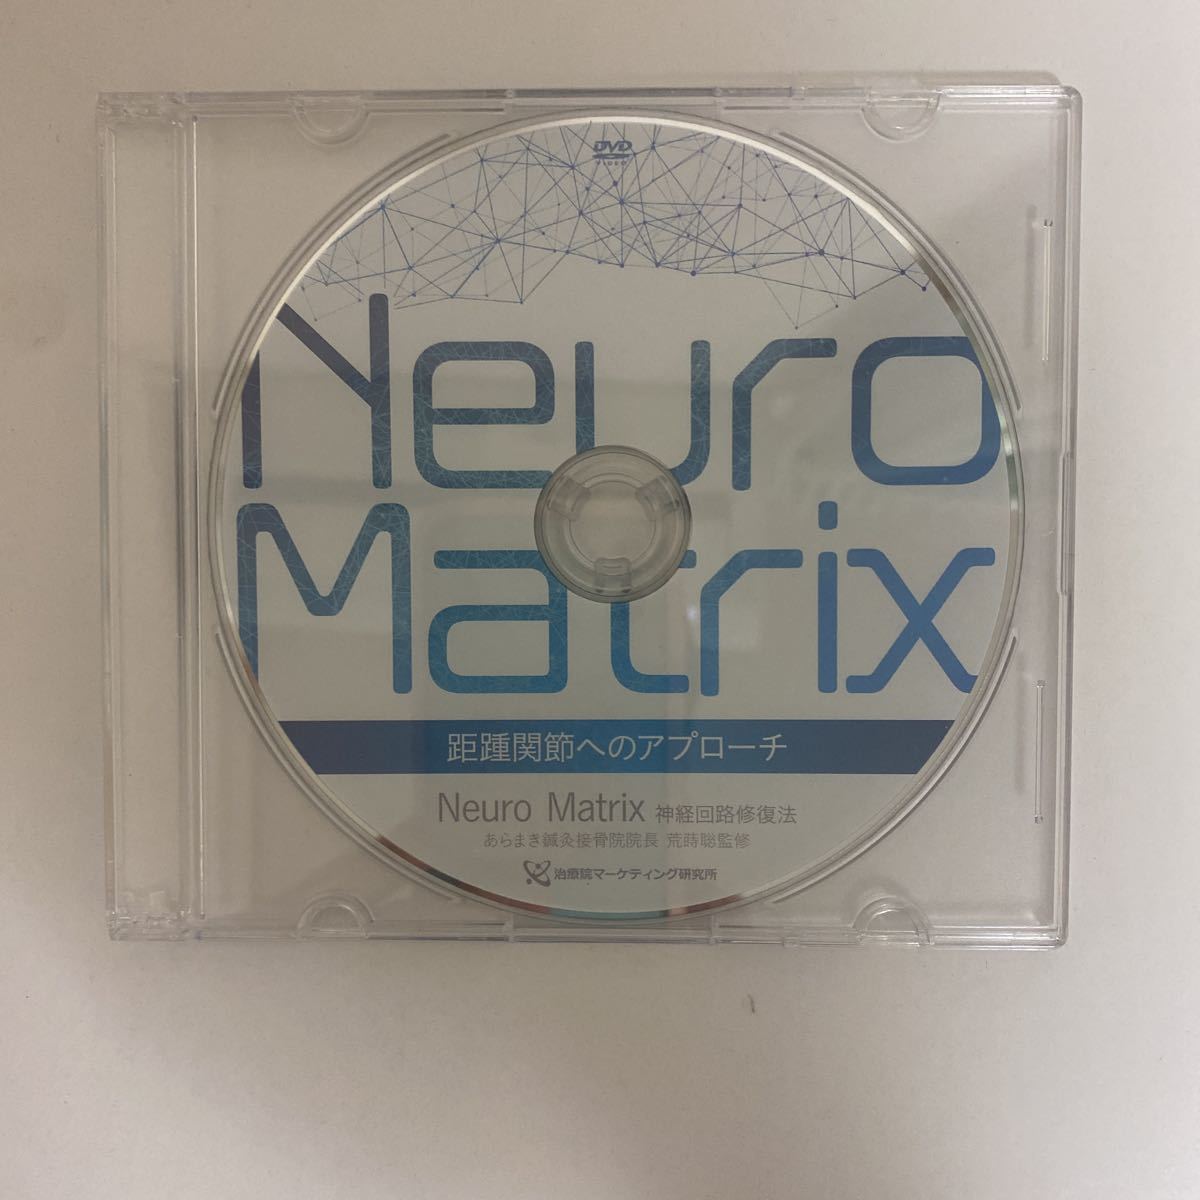 DVD
VIDEO
Neuro
Matrix
距踵関節へのアプローチ
Neuro Matrix 神経回路修復法
あらまき鍼灸接骨院院長 荒蒔聡監修
治療院マーケティング研究所